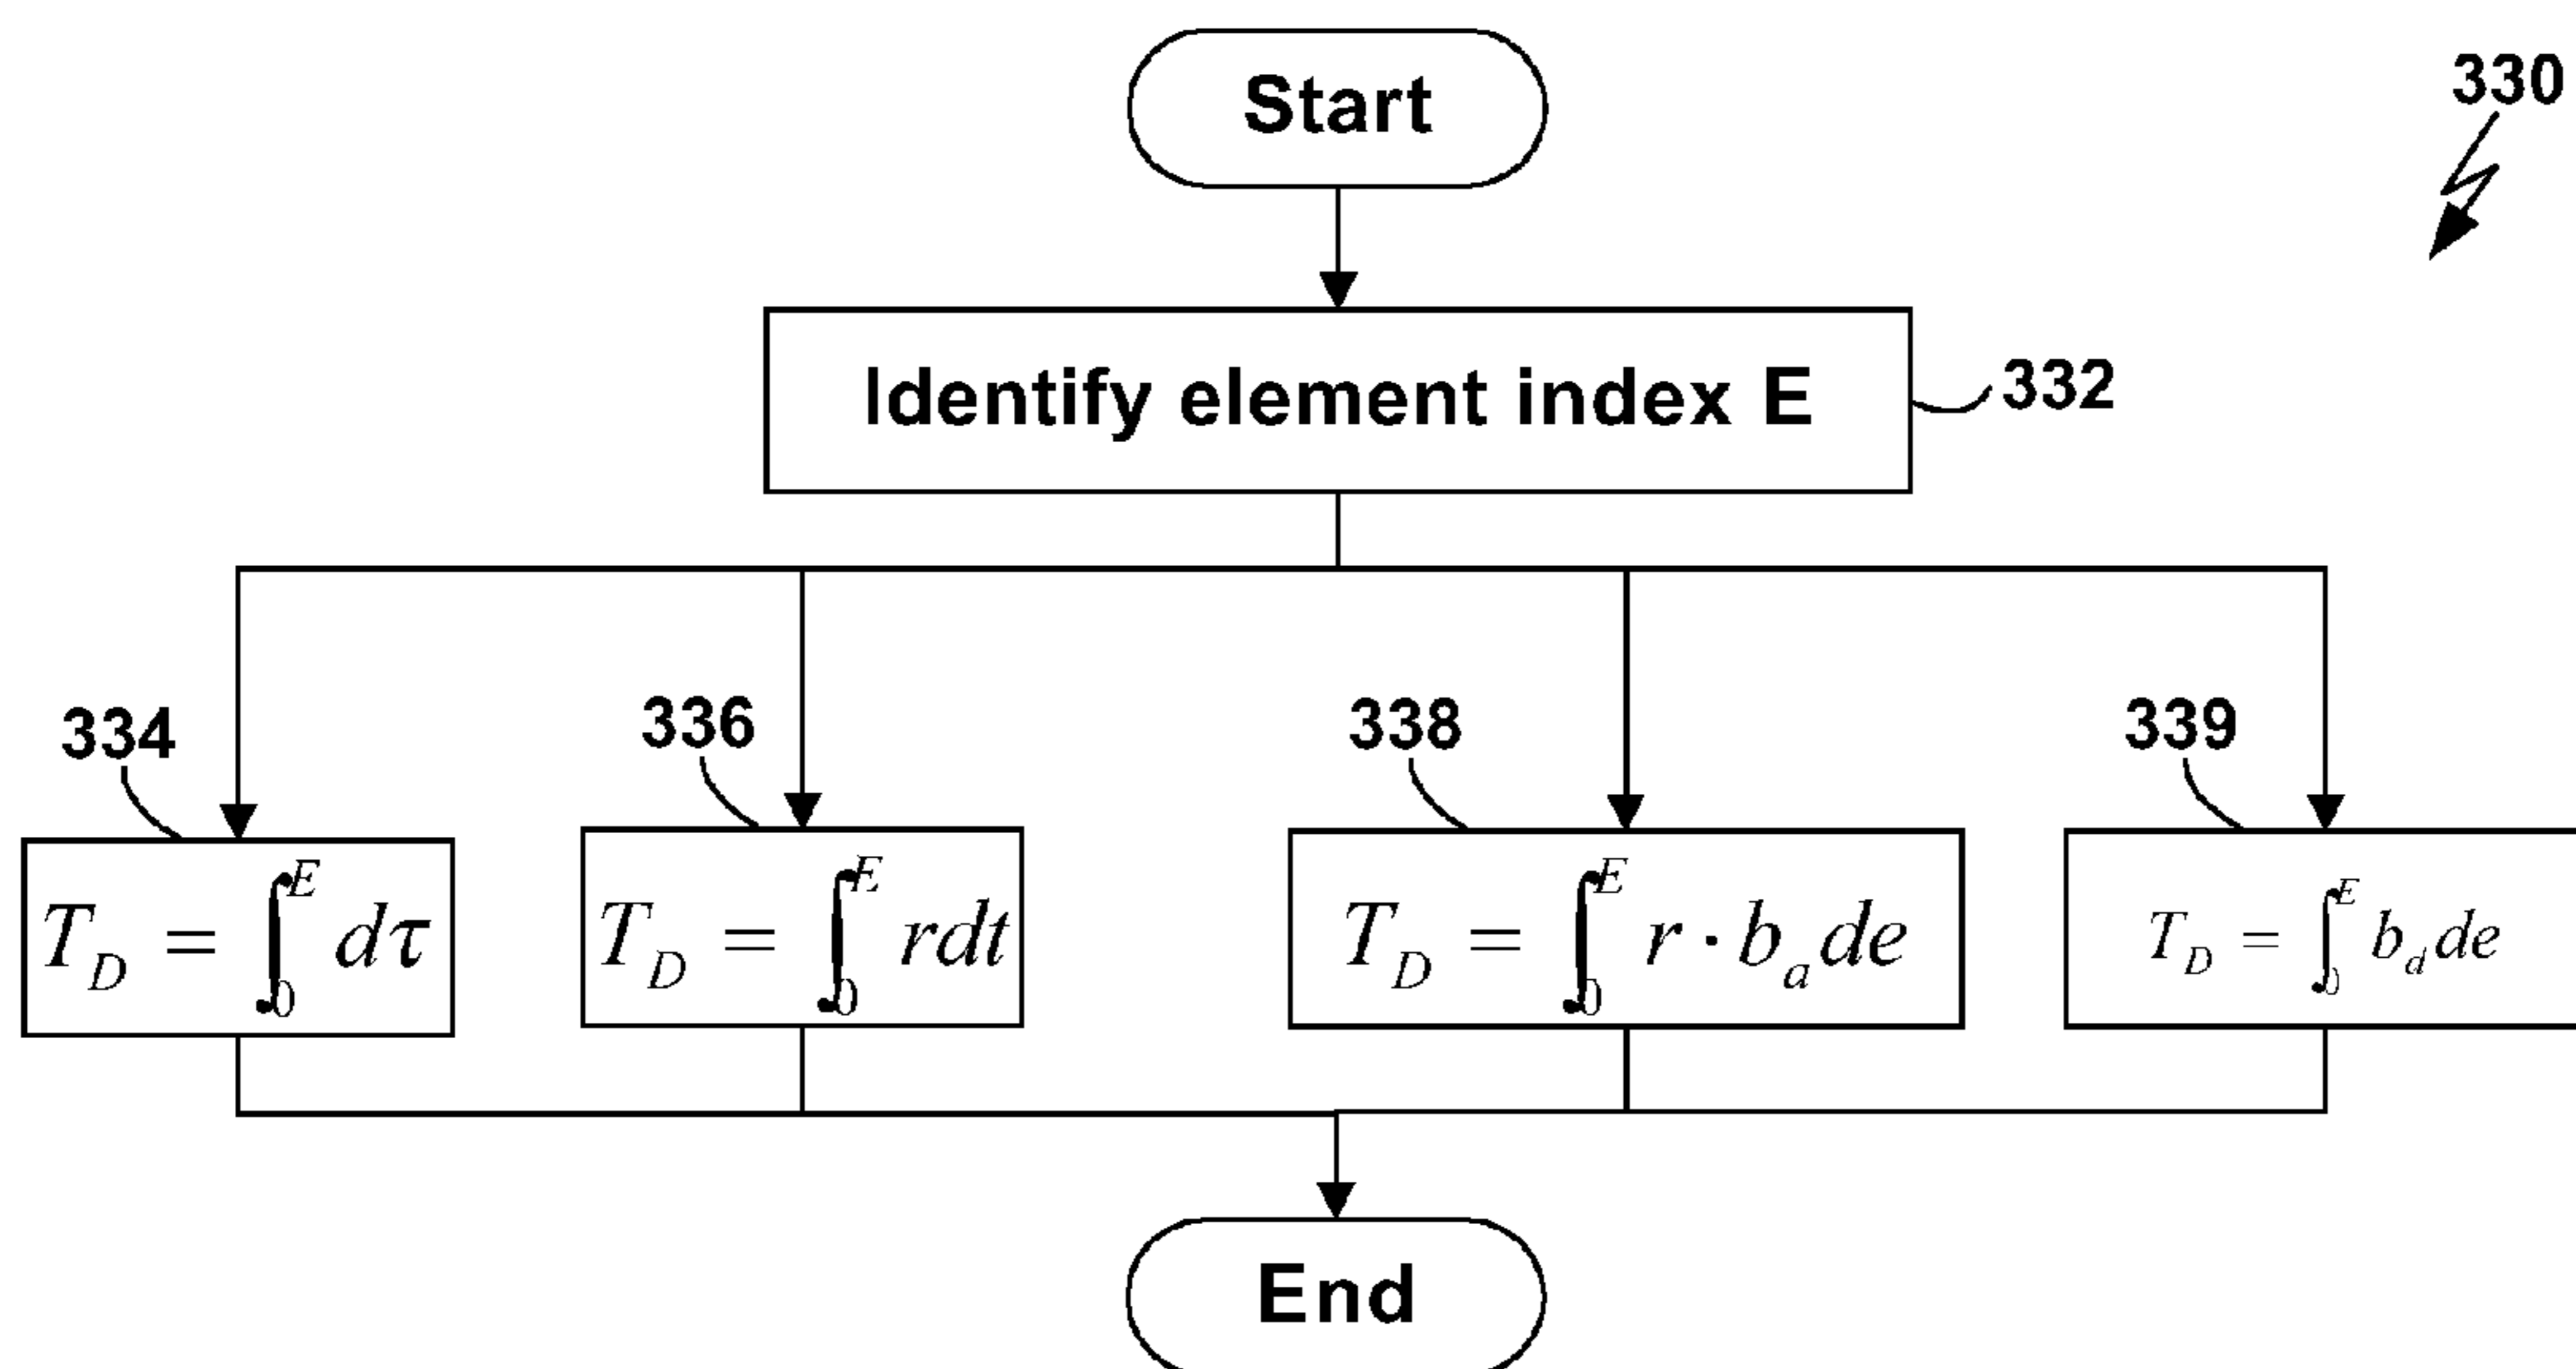 Start
330
Identify element index E
332
334
336
338
339
T_D = ∫_0^E dτ
T_D = ∫_0^E rdt
T_D = ∫_0^E r · b_a de
T_D = ∫_0^E b_d de
End